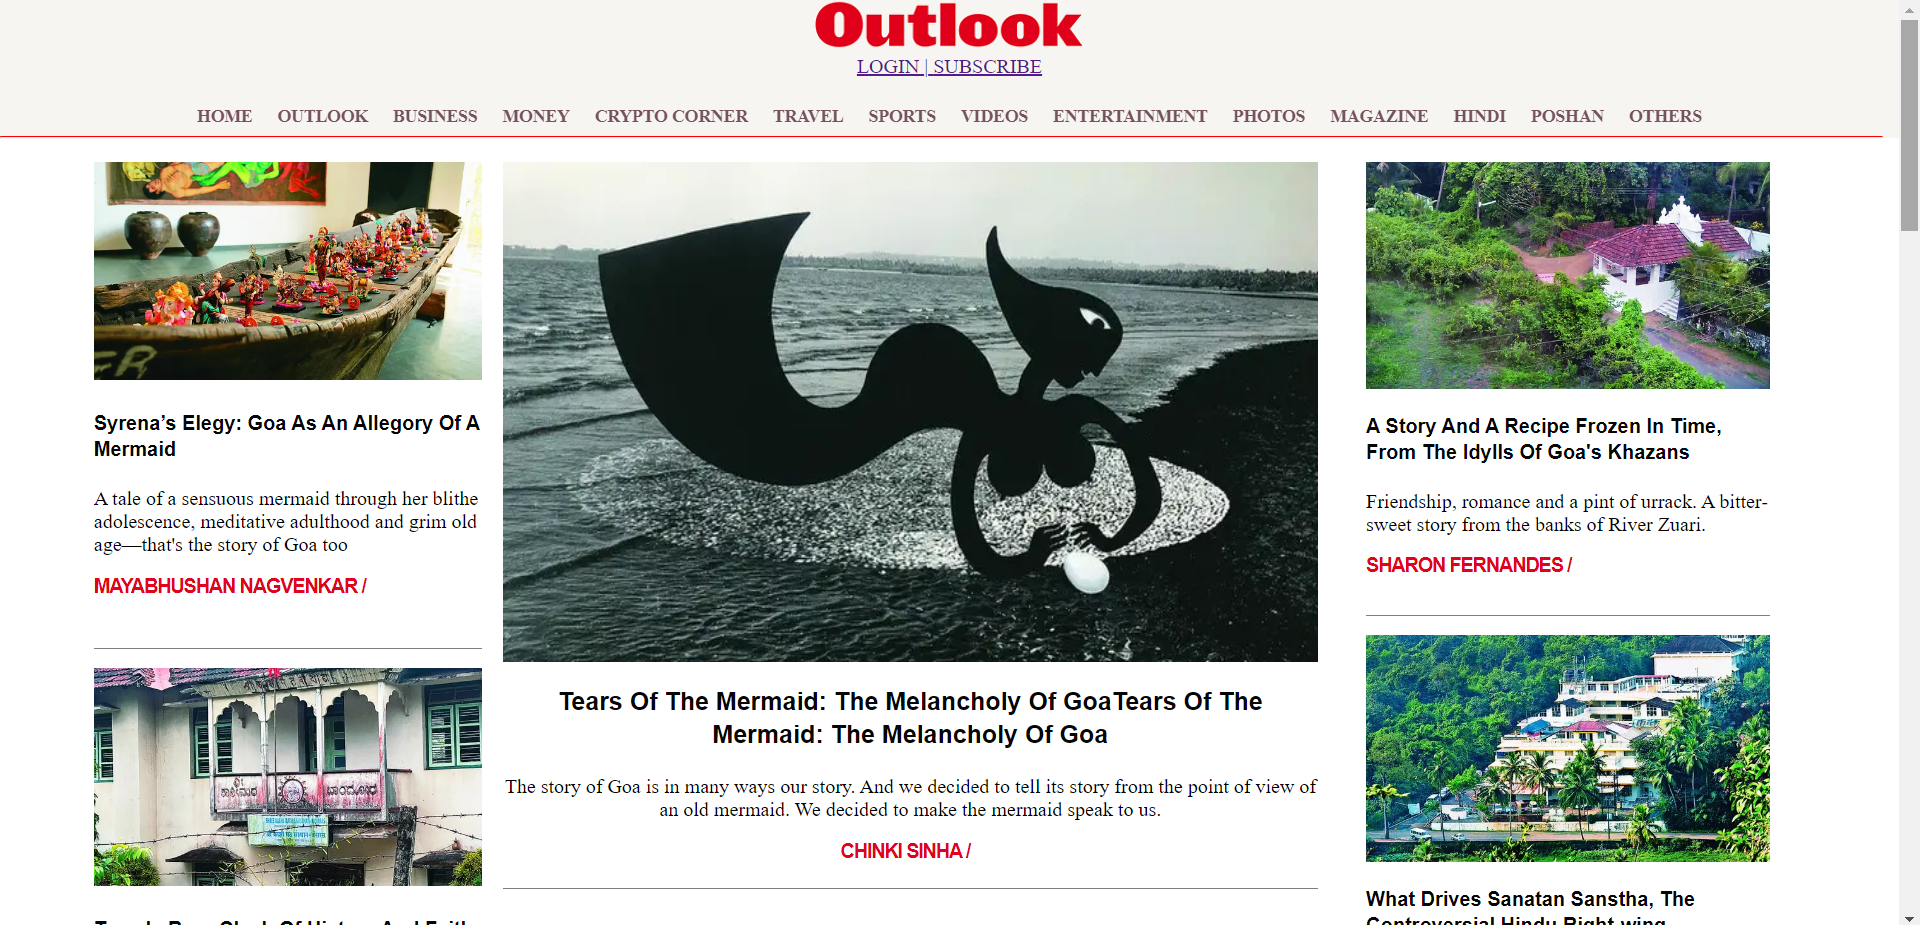 Outlook
LOGIN | SUBSCRIBE
HOME OUTLOOK BUSINESS MONEY CRYPTO CORNER TRAVEL SPORTS VIDEOS ENTERTAINMENT PHOTOS MAGAZINE HINDI POSHAN OTHERS
Syrena’s Elegy: Goa As An Allegory Of A
Mermaid
A tale of a sensuous mermaid through her blithe
adolescence, meditative adulthood and grim old
age—that's the story of Goa too
MAYABHUSHAN NAGVENKAR /
Tears Of The Mermaid: The Melancholy Of GoaTears Of The
Mermaid: The Melancholy Of Goa
The story of Goa is in many ways our story. And we decided to tell its story from the point of view of
an old mermaid. We decided to make the mermaid speak to us.
CHINKI SINHA /
A Story And A Recipe Frozen In Time,
From The Idylls Of Goa's Khazans
Friendship, romance and a pint of urrack. A bitter-
sweet story from the banks of River Zuari.
SHARON FERNANDES /
What Drives Sanatan Sanstha, The
Controversial Hindu Right-wing